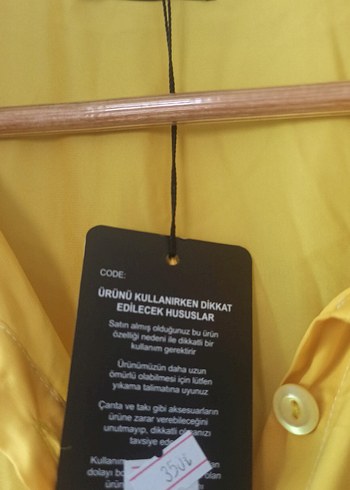 CODE:
ÜRÜNÜ KULLANIRKEN DİKKAT
EDİLECEK HUSUSLAR
Satın almış olduğunuz bu ürün
özelliği nedeni ile dikkatli bir
kullanım gerektirir
Ürünümüzün daha uzun
ömürlü olabilmesi için lütfen
yıkama talimatına uyunuz
Çanta ve takı gibi aksesuarların
ürüne zarar verebileceğini
unutmayıp, dikkatli
tavsiye
dolayı